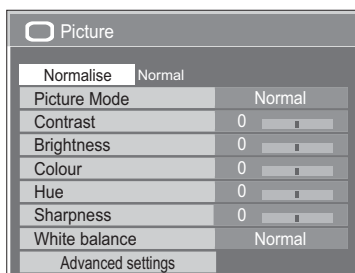 Picture
Normalise Normal
Picture Mode Normal
Contrast 0
Brightness 0
Colour 0
Hue 0
Sharpness 0
White balance Normal
Advanced settings